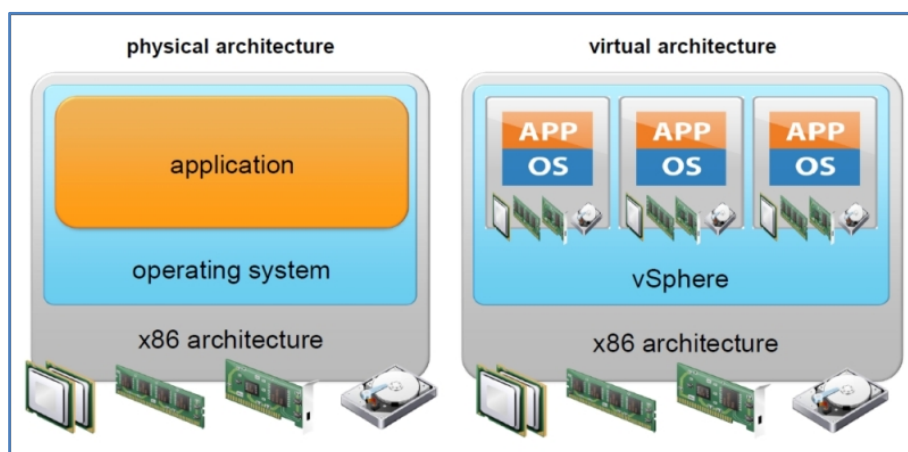 physical architecture
application
operating system
x86 architecture
virtual architecture
APP
OS
APP
OS
APP
OS
vSphere
x86 architecture